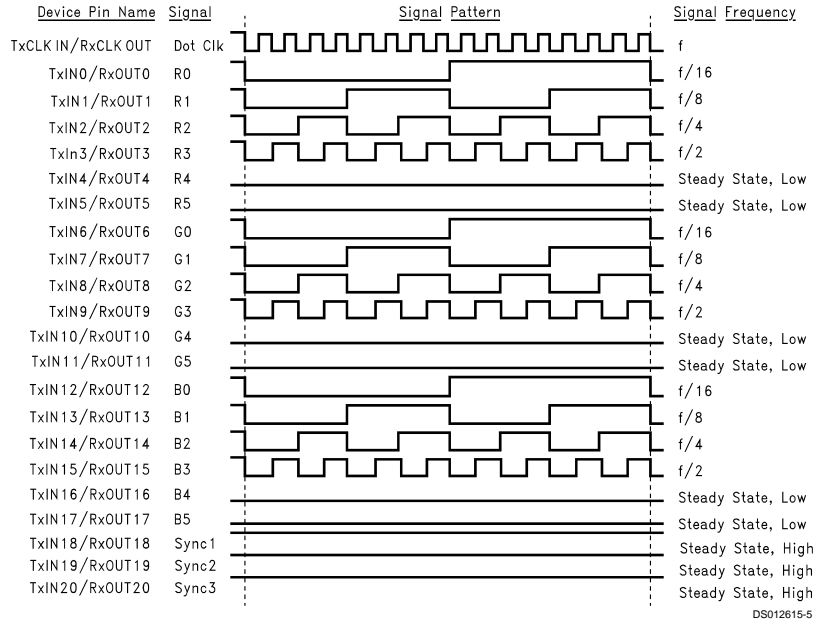 Device Pin Name Signal Signal Pattern Signal Frequency
TxCLK IN/RxCLK OUT Dot Clk f
TxIN0/RxOUT0 R0 f/16
TxIN1/RxOUT1 R1 f/8
TxIN2/RxOUT2 R2 f/4
TxIn3/RxOUT3 R3 f/2
TxIN4/RxOUT4 R4 Steady State, Low
TxIN5/RxOUT5 R5 Steady State, Low
TxIN6/RxOUT6 G0 f/16
TxIN7/RxOUT7 G1 f/8
TxIN8/RxOUT8 G2 f/4
TxIN9/RxOUT9 G3 f/2
TxIN10/RxOUT10 G4 Steady State, Low
TxIN11/RxOUT11 G5 Steady State, Low
TxIN12/RxOUT12 B0 f/16
TxIN13/RxOUT13 B1 f/8
TxIN14/RxOUT14 B2 f/4
TxIN15/RxOUT15 B3 f/2
TxIN16/RxOUT16 B4 Steady State, Low
TxIN17/RxOUT17 B5 Steady State, Low
TxIN18/RxOUT18 Sync1 Steady State, High
TxIN19/RxOUT19 Sync2 Steady State, High
TxIN20/RxOUT20 Sync3 Steady State, High
DS012615-5